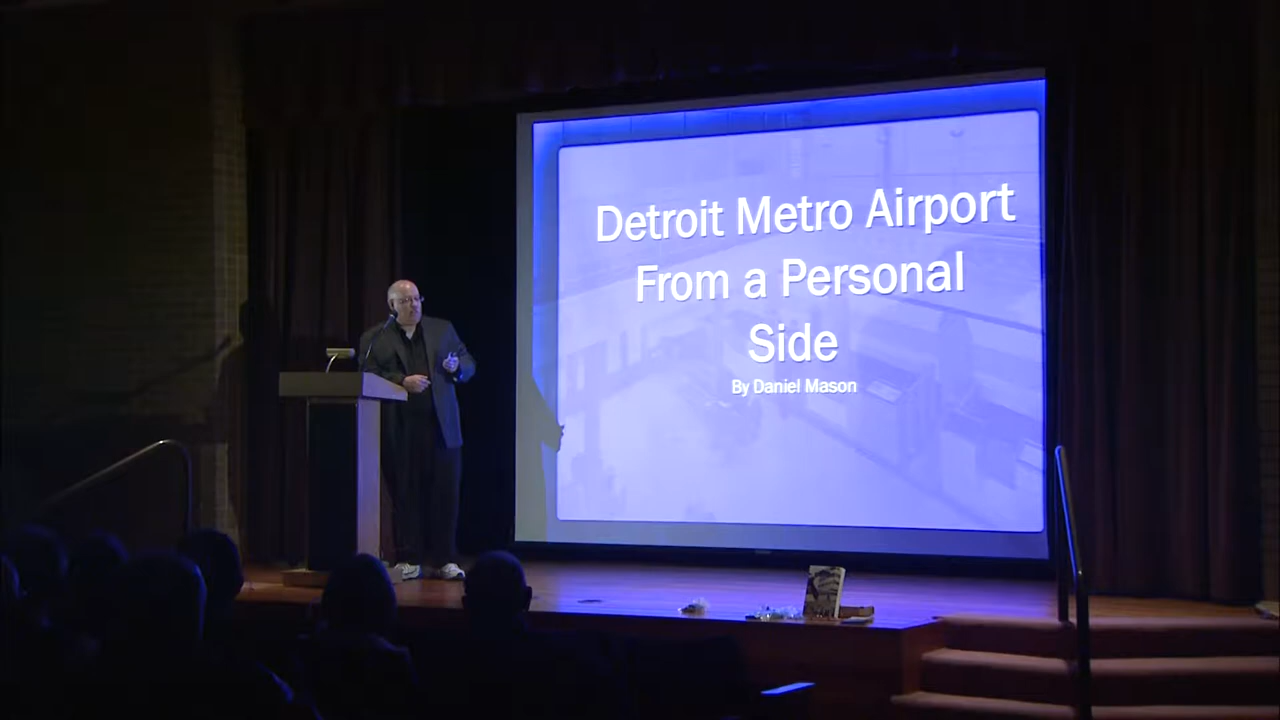 Detroit Metro Airport
From a Personal
Side
By Daniel Mason